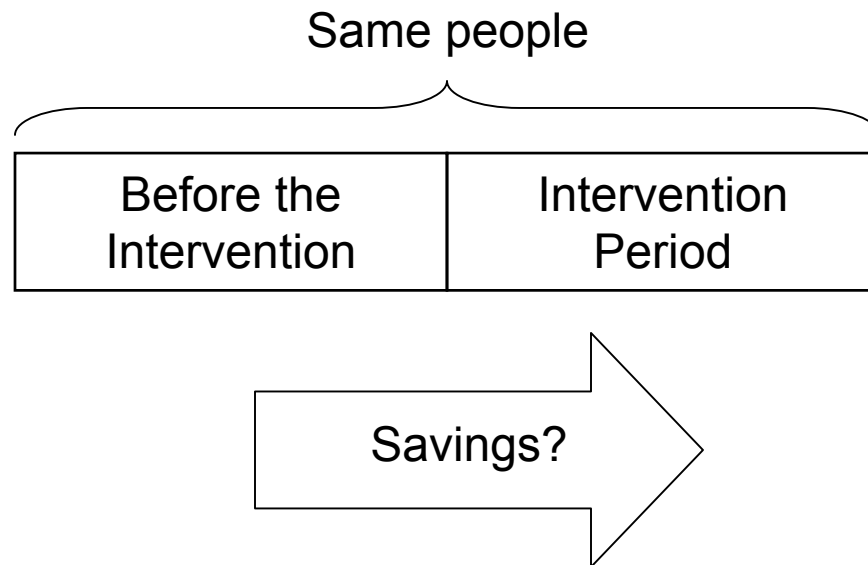 Same people
Before the
Intervention
Intervention
Period
Savings?